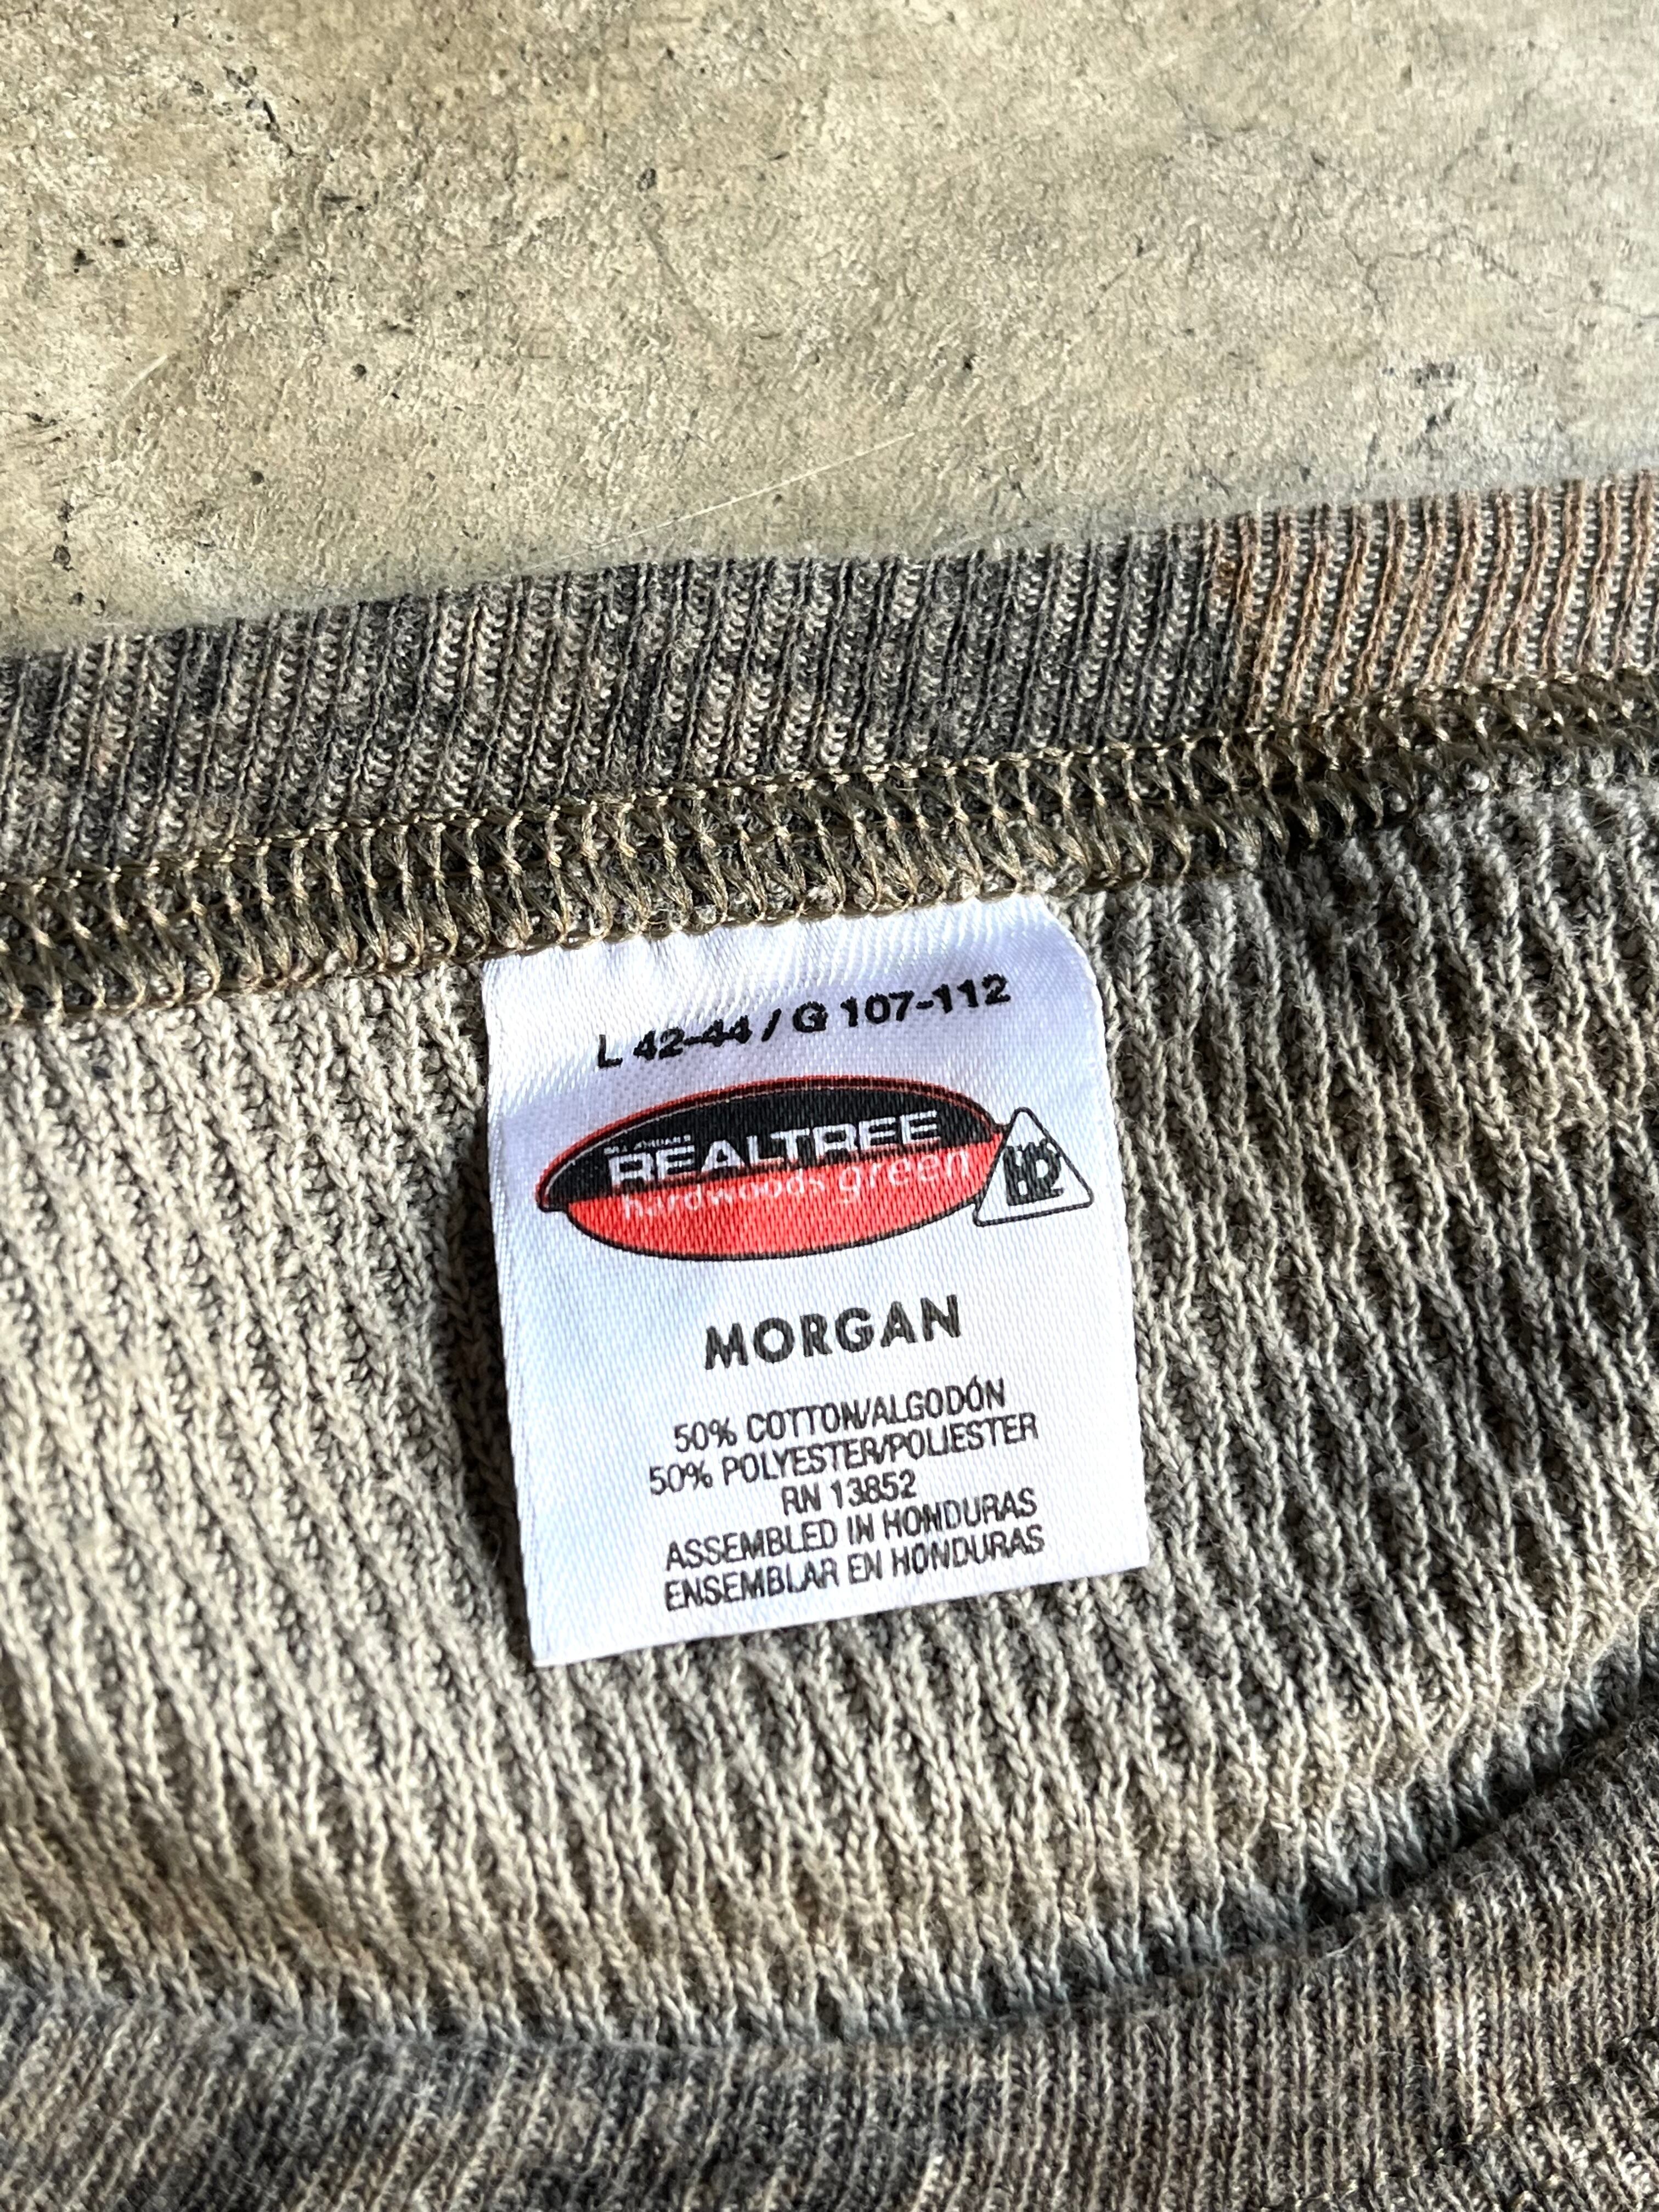 L 42-44 / G 107-112
REALTREE
hardwoods green
HD
MORGAN
50% COTTON/ALGODÓN
50% POLYESTER/POLIESTER
RN 13852
ASSEMBLED IN HONDURAS
ENSEMBLAR EN HONDURAS